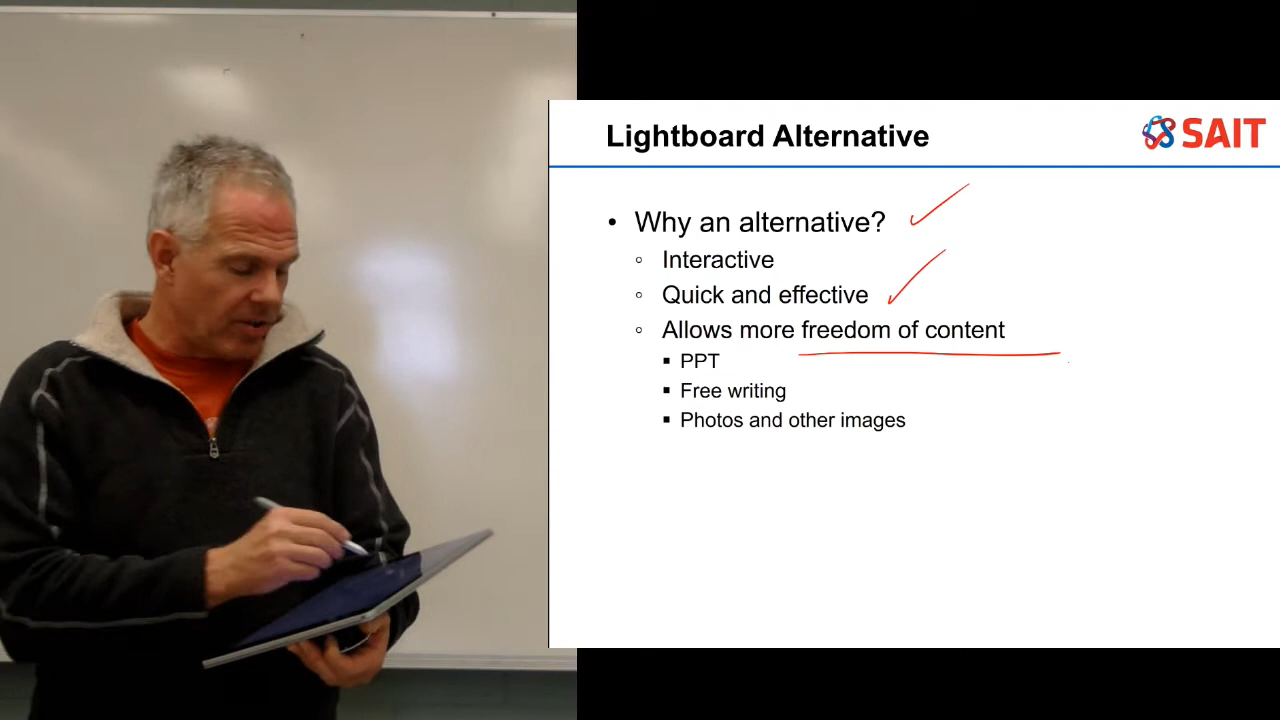 Lightboard Alternative
SAIT
• Why an alternative?
◦ Interactive
◦ Quick and effective
◦ Allows more freedom of content
▪ PPT
▪ Free writing
▪ Photos and other images